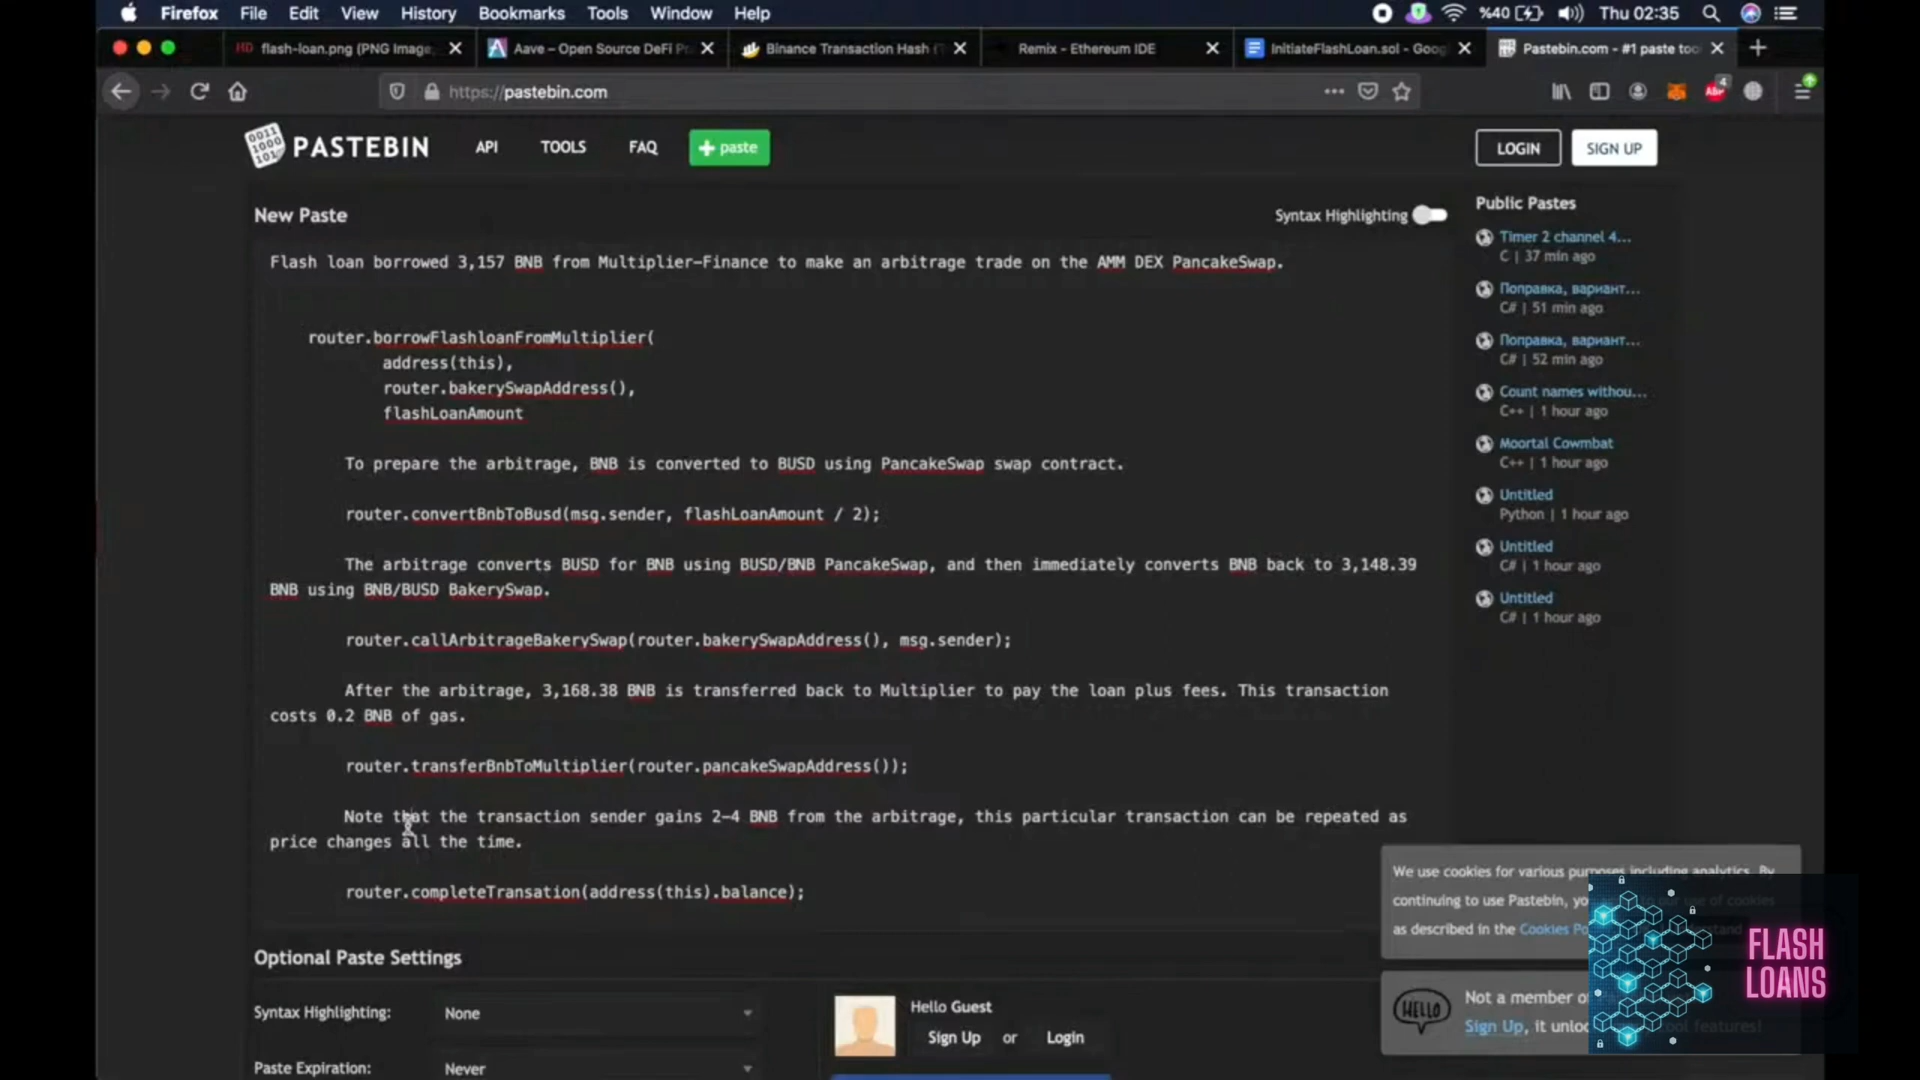 Firefox File Edit View History Bookmarks Tools Window Help %40 Thu 02:35
flash-loan.png (PNG Image, Aave – Open Source DeFi Pr Binance Transaction Hash (T Remix - Ethereum IDE InitiateFlashLoan.sol - Goog Pastebin.com - #1 paste too
https://pastebin.com ABP 4
PASTEBIN API TOOLS FAQ + paste LOGIN SIGN UP
New Paste Syntax Highlighting
Flash loan borrowed 3,157 BNB from Multiplier-Finance to make an arbitrage trade on the AMM DEX PancakeSwap.
router.borrowFlashloanFromMultiplier(
address(this),
router.bakerySwapAddress(),
flashLoanAmount
To prepare the arbitrage, BNB is converted to BUSD using PancakeSwap swap contract.
router.convertBnbToBusd(msg.sender, flashLoanAmount / 2);
The arbitrage converts BUSD for BNB using BUSD/BNB PancakeSwap, and then immediately converts BNB back to 3,148.39
BNB using BNB/BUSD BakerySwap.
router.callArbitrageBakerySwap(router.bakerySwapAddress(), msg.sender);
After the arbitrage, 3,168.38 BNB is transferred back to Multiplier to pay the loan plus fees. This transaction
costs 0.2 BNB of gas.
router.transferBnbToMultiplier(router.pancakeSwapAddress());
Note that the transaction sender gains 2-4 BNB from the arbitrage, this particular transaction can be repeated as
price changes all the time.
router.completeTransation(address(this).balance);
Public Pastes
Timer 2 channel 4...
C | 37 min ago
Поправка, вариант...
C# | 51 min ago
Поправка, вариант...
C# | 52 min ago
Count names withou...
C++ | 1 hour ago
Moortal Cowmbat
C++ | 1 hour ago
Untitled
Python | 1 hour ago
Untitled
C# | 1 hour ago
Untitled
C# | 1 hour ago
Optional Paste Settings
Syntax Highlighting: None
Paste Expiration: Never
Hello Guest
Sign Up or Login
We use cookies for various purposes including analytics. By
continuing to use Pastebin, you use of cookies
as described in the Cookies
HELLO Not a member
Sign Up, it features!
FLASH
LOANS